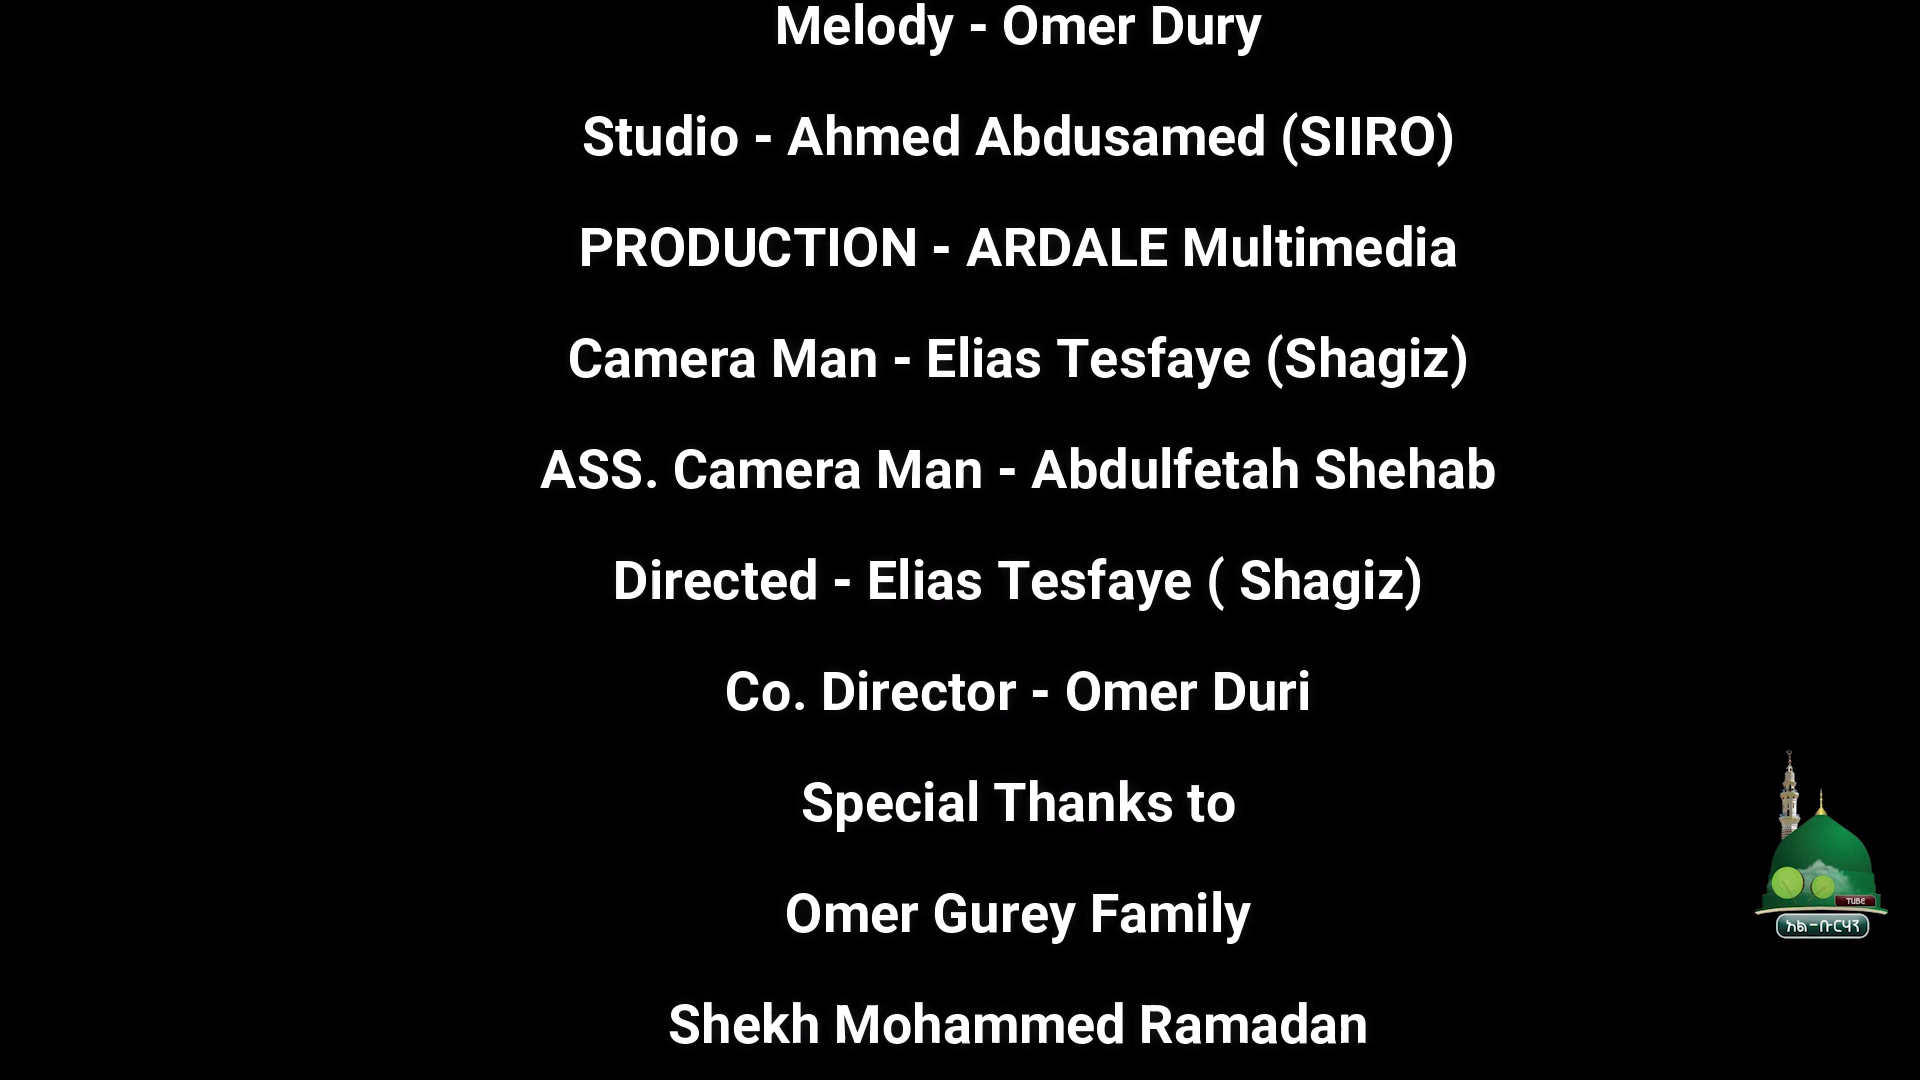 Melody - Omer Dury
Studio - Ahmed Abdusamed (SIIRO)
PRODUCTION - ARDALE Multimedia
Camera Man - Elias Tesfaye (Shagiz)
ASS. Camera Man - Abdulfetah Shehab
Directed - Elias Tesfaye ( Shagiz)
Co. Director - Omer Duri
Special Thanks to
Omer Gurey Family
Shekh Mohammed Ramadan
TUBE
አል-ቡርሃን